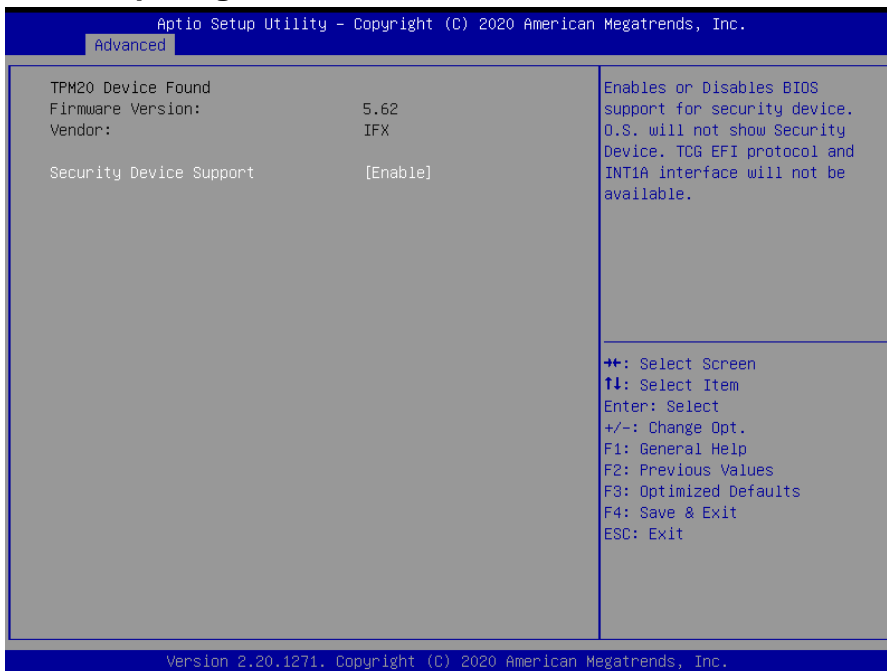 Aptio Setup Utility – Copyright (C) 2020 American Megatrends, Inc.
Advanced
TPM20 Device Found
Firmware Version: 5.62
Vendor: IFX
Security Device Support [Enable]
Enables or Disables BIOS
support for security device.
O.S. will not show Security
Device. TCG EFI protocol and
INT1A interface will not be
available.
→←: Select Screen
↑↓: Select Item
Enter: Select
+/-: Change Opt.
F1: General Help
F2: Previous Values
F3: Optimized Defaults
F4: Save & Exit
ESC: Exit
Version 2.20.1271. Copyright (C) 2020 American Megatrends, Inc.